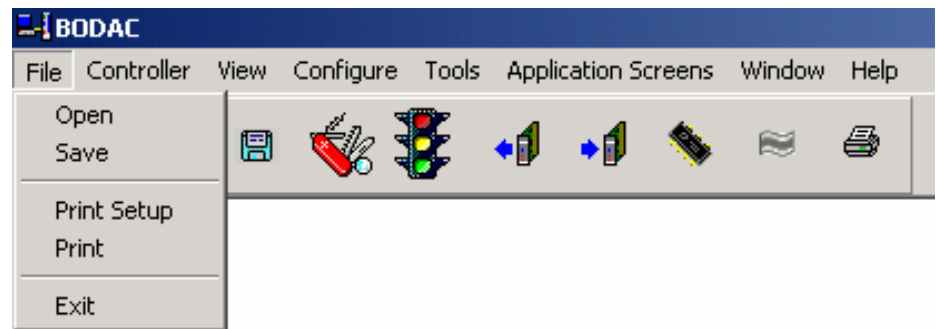 BODAC
File Controller View Configure Tools Application Screens Window Help
Open
Save
Print Setup
Print
Exit